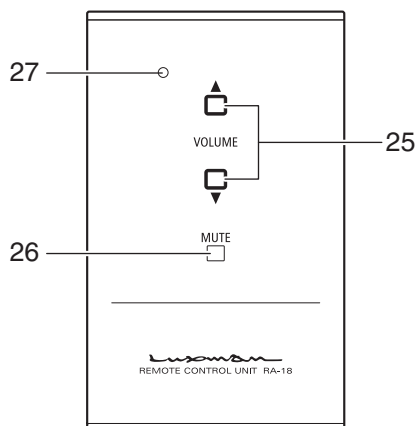 27
▲
VOLUME
25
▼
MUTE
26
Luxman
REMOTE CONTROL UNIT RA-18